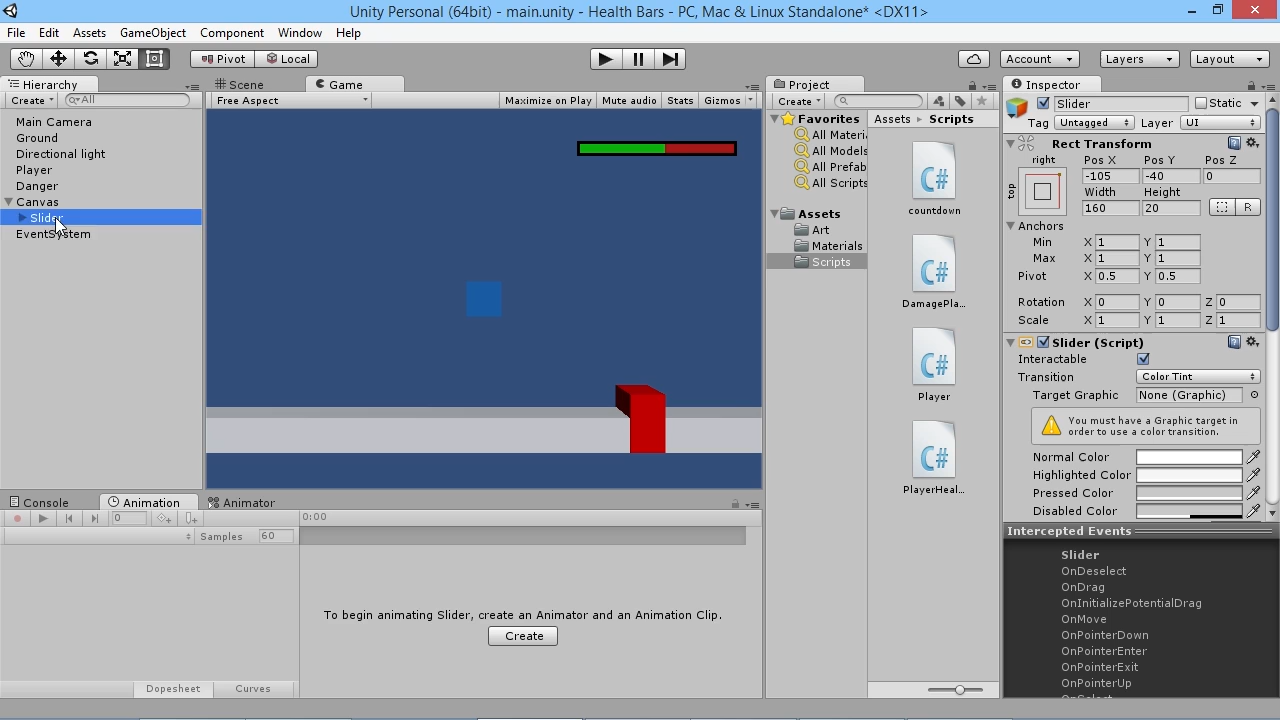 Unity Personal (64bit) - main.unity - Health Bars - PC, Mac & Linux Standalone* <DX11>
File Edit Assets GameObject Component Window Help
Pivot Local Account Layers Layout
Hierarchy
Create All
Main Camera
Ground
Directional light
Player
Danger
Canvas
Slider
EventSystem
Scene Game
Free Aspect Maximize on Play Mute audio Stats Gizmos
Project
Create
Favorites
All Materi
All Models
All Prefab
All Scripts
Assets
Art
Materials
Scripts
Assets Scripts
C#
countdown
C#
DamagePla...
C#
Player
C#
PlayerHeal...
Inspector
Slider Static
Tag Untagged Layer UI
Rect Transform
right
top
Pos X Pos Y Pos Z
-105 -40 0
Width Height
160 20 R
Anchors
Min X 1 Y 1
Max X 1 Y 1
Pivot X 0.5 Y 0.5
Rotation X 0 Y 0 Z 0
Scale X 1 Y 1 Z 1
Slider (Script)
Interactable
Transition Color Tint
Target Graphic None (Graphic)
You must have a Graphic target in
order to use a color transition.
Normal Color
Highlighted Color
Pressed Color
Disabled Color
Intercepted Events
Slider
OnDeselect
OnDrag
OnInitializePotentialDrag
OnMove
OnPointerDown
OnPointerEnter
OnPointerExit
OnPointerUp
Console Animation Animator
0 0:00
Samples 60
To begin animating Slider, create an Animator and an Animation Clip.
Create
Dopesheet Curves